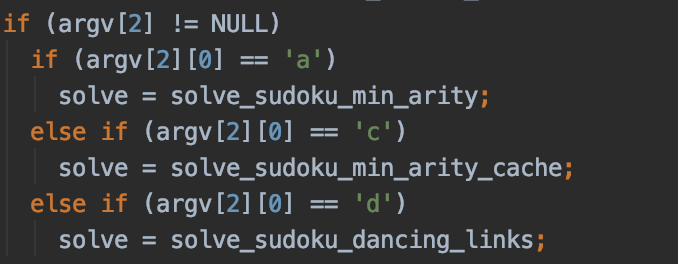 if (argv[2] != NULL)
if (argv[2][0] == 'a')
solve = solve_sudoku_min_arity;
else if (argv[2][0] == 'c')
solve = solve_sudoku_min_arity_cache;
else if (argv[2][0] == 'd')
solve = solve_sudoku_dancing_links;